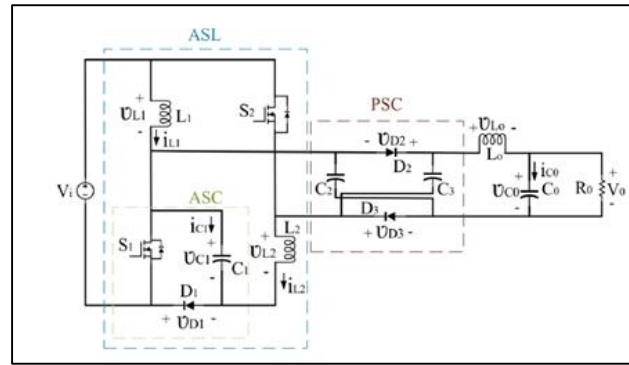 ASL
PSC
ASC
Vi
+
υL1
-
L1
iL1
S2
- υD2 +
D2
C2
C3
D3
+ υD3 -
+ υLo -
Lo
iC0
+
υC0
-
C0
R0
+
V0
-
S1
iC1
+
υC1
-
C1
L2
+
υL2
-
iL2
D1
+ υD1 -